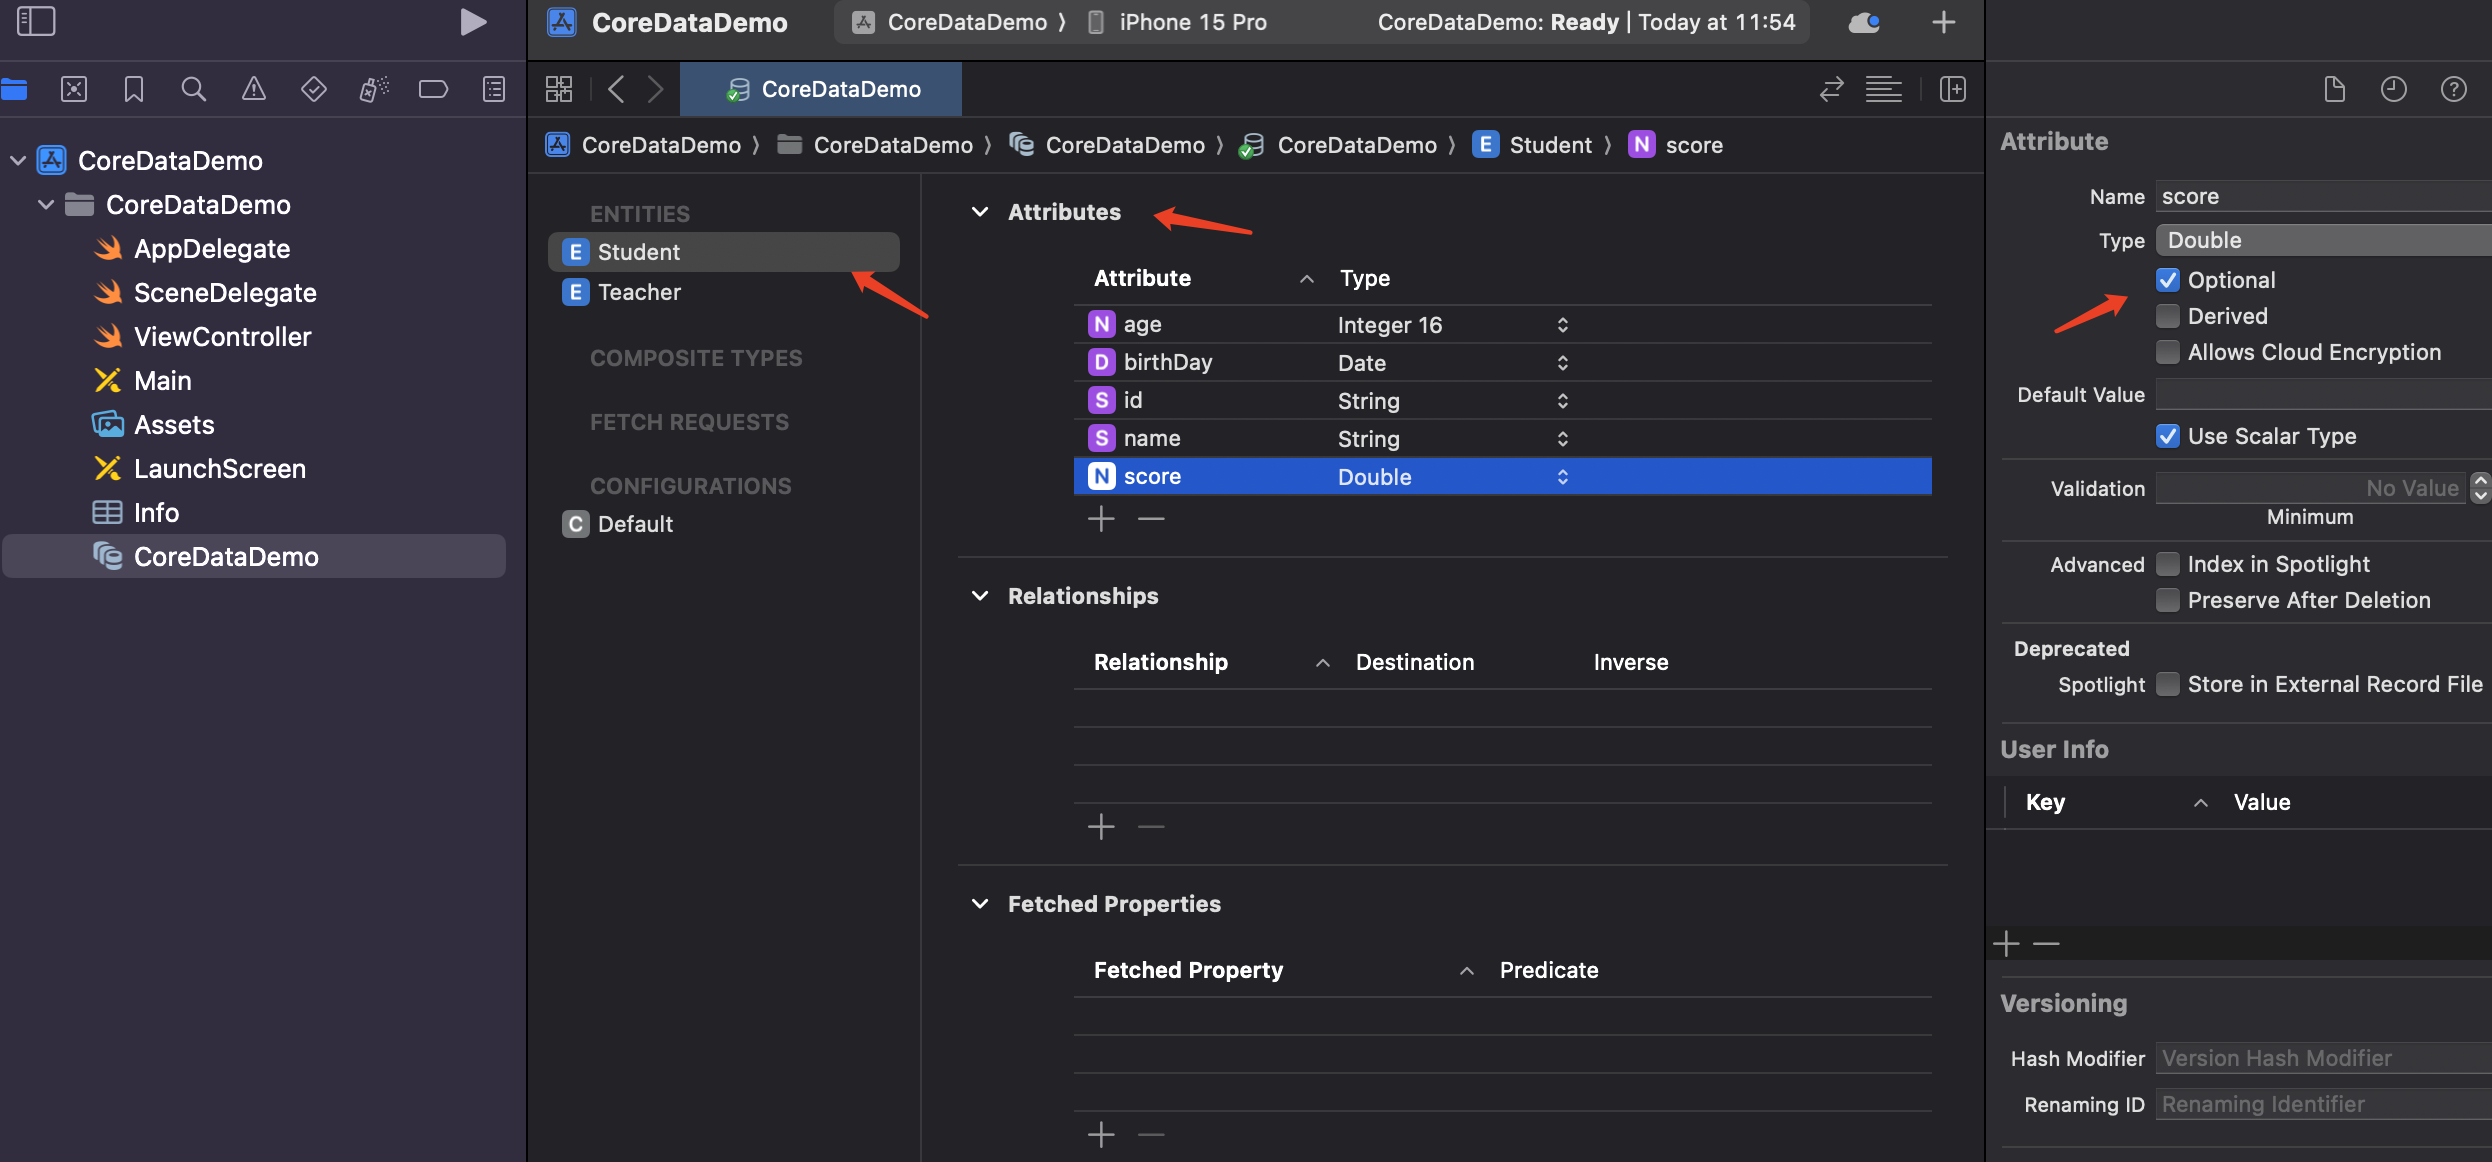 CoreDataDemo
CoreDataDemo 〉 iPhone 15 Pro
CoreDataDemo: Ready | Today at 11:54
CoreDataDemo
CoreDataDemo 〉 CoreDataDemo 〉 CoreDataDemo 〉 CoreDataDemo 〉 E Student 〉 N score
CoreDataDemo
CoreDataDemo
AppDelegate
SceneDelegate
ViewController
Main
Assets
LaunchScreen
Info
CoreDataDemo
ENTITIES
E Student
E Teacher
COMPOSITE TYPES
FETCH REQUESTS
CONFIGURATIONS
C Default
Attributes
Attribute Type
N age Integer 16
D birthDay Date
S id String
S name String
N score Double
Relationships
Relationship Destination Inverse
Fetched Properties
Fetched Property Predicate
Attribute
Name score
Type Double
Optional
Derived
Allows Cloud Encryption
Default Value
Use Scalar Type
Validation No Value
Minimum
Advanced Index in Spotlight
Preserve After Deletion
Deprecated
Spotlight Store in External Record File
User Info
Key Value
Versioning
Hash Modifier Version Hash Modifier
Renaming ID Renaming Identifier